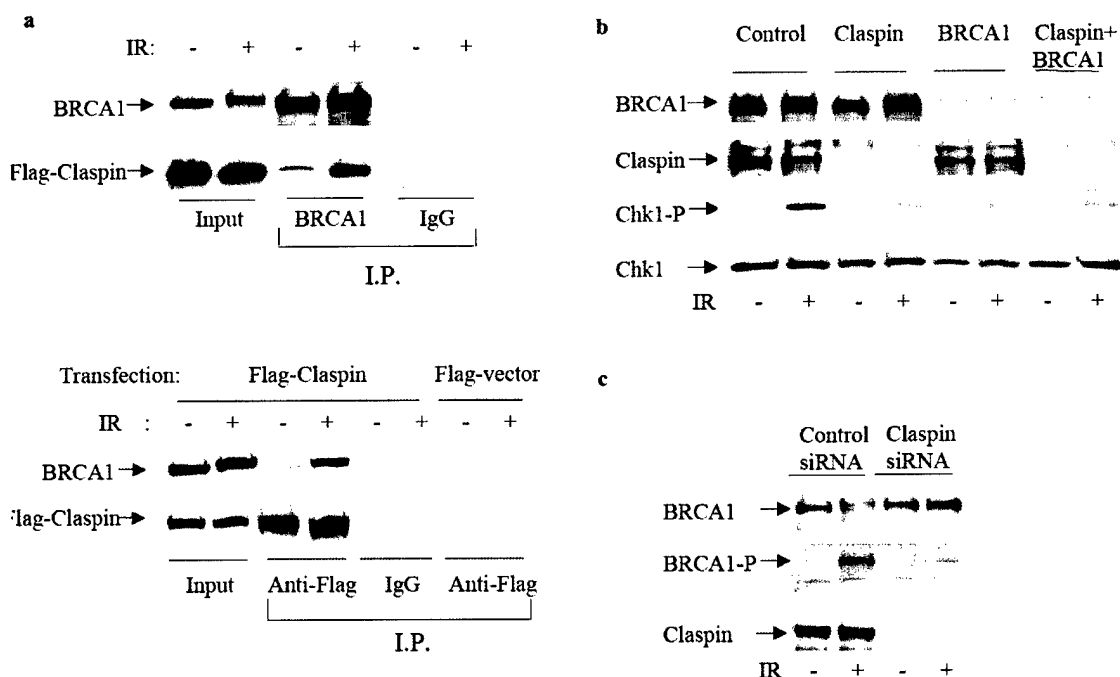 a
IR: - + - + - +
BRCA1
Flag-Claspin
Input BRCA1 IgG
I.P.
Transfection: Flag-Claspin Flag-vector
IR : - + - + - + - +
BRCA1
Flag-Claspin
Input Anti-Flag IgG Anti-Flag
I.P.
b
Control Claspin BRCA1 Claspin+
BRCA1
BRCA1
Claspin
Chk1-P
Chk1
IR - + - + - + - +
c
Control Claspin
siRNA siRNA
BRCA1
BRCA1-P
Claspin
IR - + - +